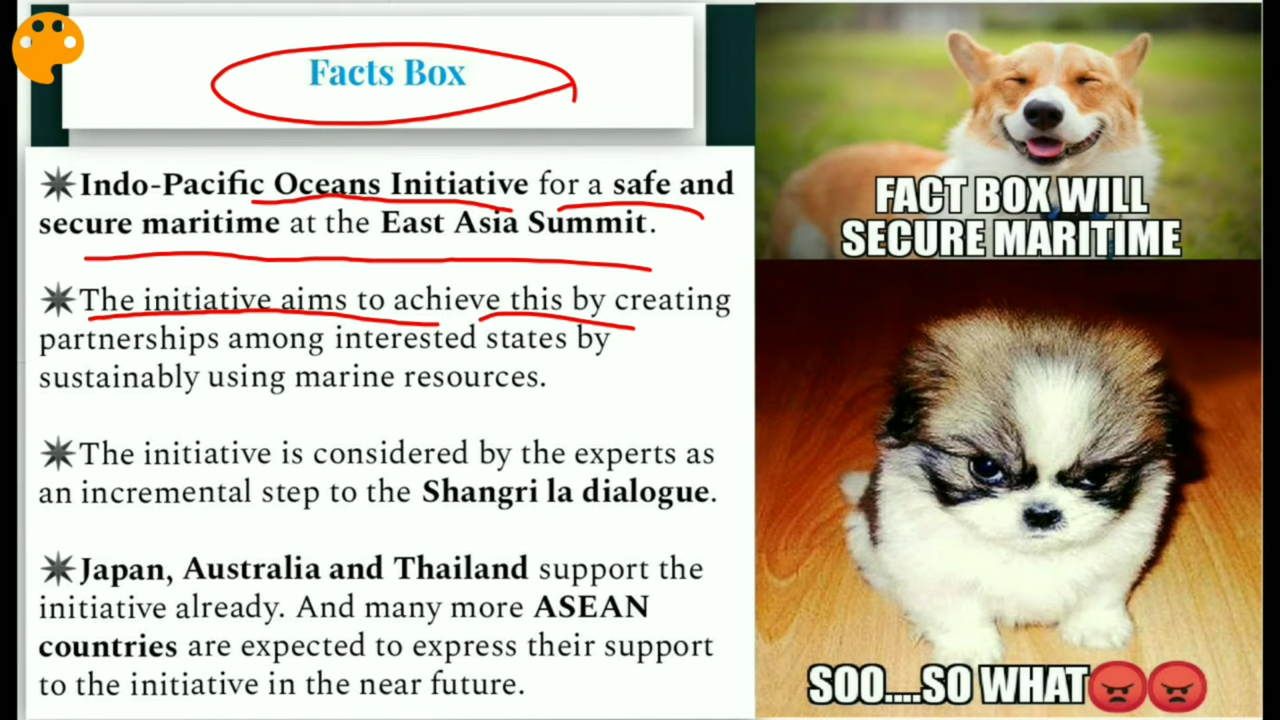 Facts Box
Indo-Pacific Oceans Initiative for a safe and
secure maritime at the East Asia Summit.
The initiative aims to achieve this by creating
partnerships among interested states by
sustainably using marine resources.
The initiative is considered by the experts as
an incremental step to the Shangri la dialogue.
Japan, Australia and Thailand support the
initiative already. And many more ASEAN
countries are expected to express their support
to the initiative in the near future.
FACT BOX WILL
SECURE MARITIME
SOO....SO WHAT😡😡